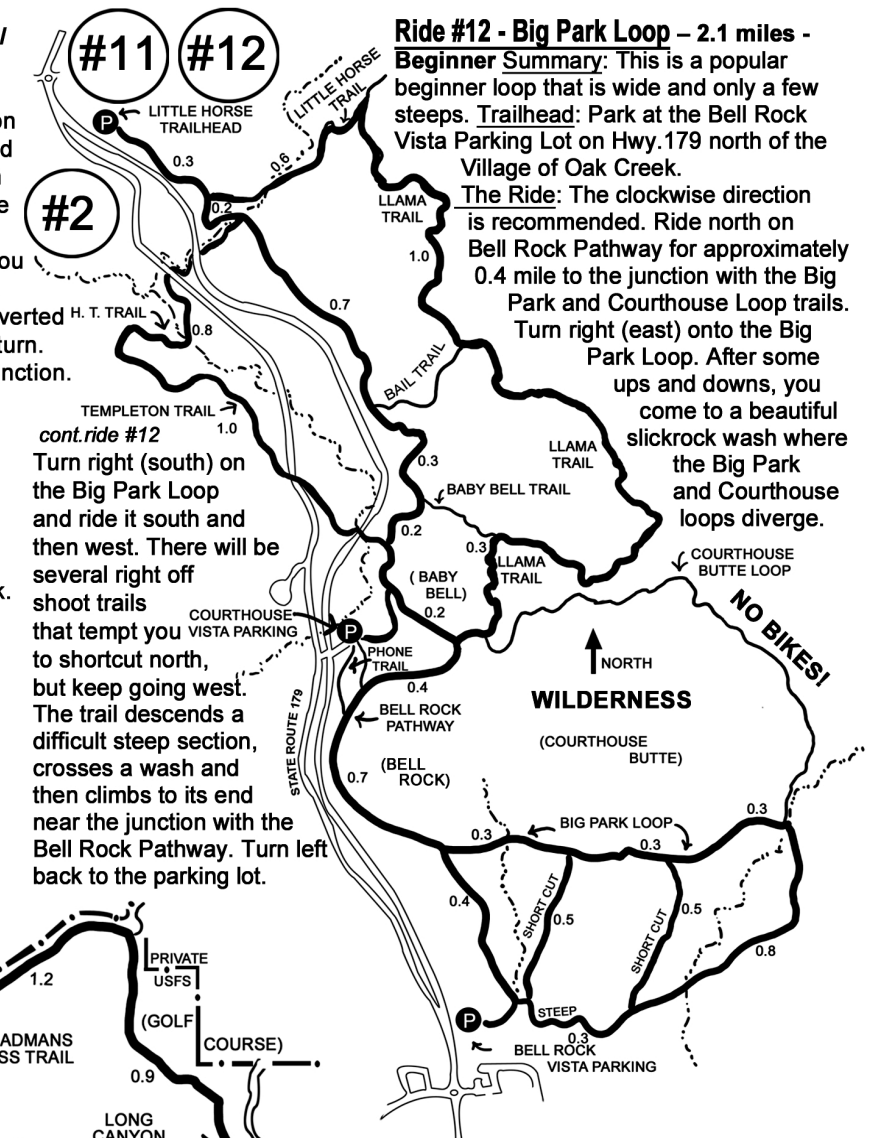 #11
#12
#2
Ride #12 - Big Park Loop – 2.1 miles -
Beginner Summary: This is a popular
beginner loop that is wide and only a few
steeps. Trailhead: Park at the Bell Rock
Vista Parking Lot on Hwy.179 north of the
Village of Oak Creek.
The Ride: The clockwise direction
is recommended. Ride north on
Bell Rock Pathway for approximately
0.4 mile to the junction with the Big
Park and Courthouse Loop trails.
Turn right (east) onto the Big
Park Loop. After some
ups and downs, you
come to a beautiful
slickrock wash where
the Big Park
and Courthouse
loops diverge.
cont.ride #12
Turn right (south) on
the Big Park Loop
and ride it south and
then west. There will be
several right off
shoot trails
that tempt you
to shortcut north,
but keep going west.
The trail descends a
difficult steep section,
crosses a wash and
then climbs to its end
near the junction with the
Bell Rock Pathway. Turn left
back to the parking lot.
on
d
e
ou
verted
turn.
nction.
k.
P
LITTLE HORSE
TRAILHEAD
LITTLE HORSE
TRAIL
0.3
0.6
0.2
LLAMA
TRAIL
1.0
0.7
H. T. TRAIL
0.8
BAIL TRAIL
TEMPLETON TRAIL
1.0
LLAMA
TRAIL
0.3
BABY BELL TRAIL
0.2
0.3
LLAMA
TRAIL
(BABY
BELL)
0.2
COURTHOUSE
BUTTE LOOP
NO BIKES!
COURTHOUSE
VISTA PARKING
P
PHONE
TRAIL
0.4
NORTH
WILDERNESS
BELL ROCK
PATHWAY
(COURTHOUSE
BUTTE)
STATE ROUTE 179
(BELL
ROCK)
0.7
0.3
BIG PARK LOOP
0.3
0.3
0.4
SHORT CUT
0.5
SHORT CUT
0.5
0.8
P
STEEP
0.3
BELL ROCK
VISTA PARKING
1.2
PRIVATE
USFS
(GOLF
COURSE)
ADMANS
SS TRAIL
0.9
LONG
CANYON